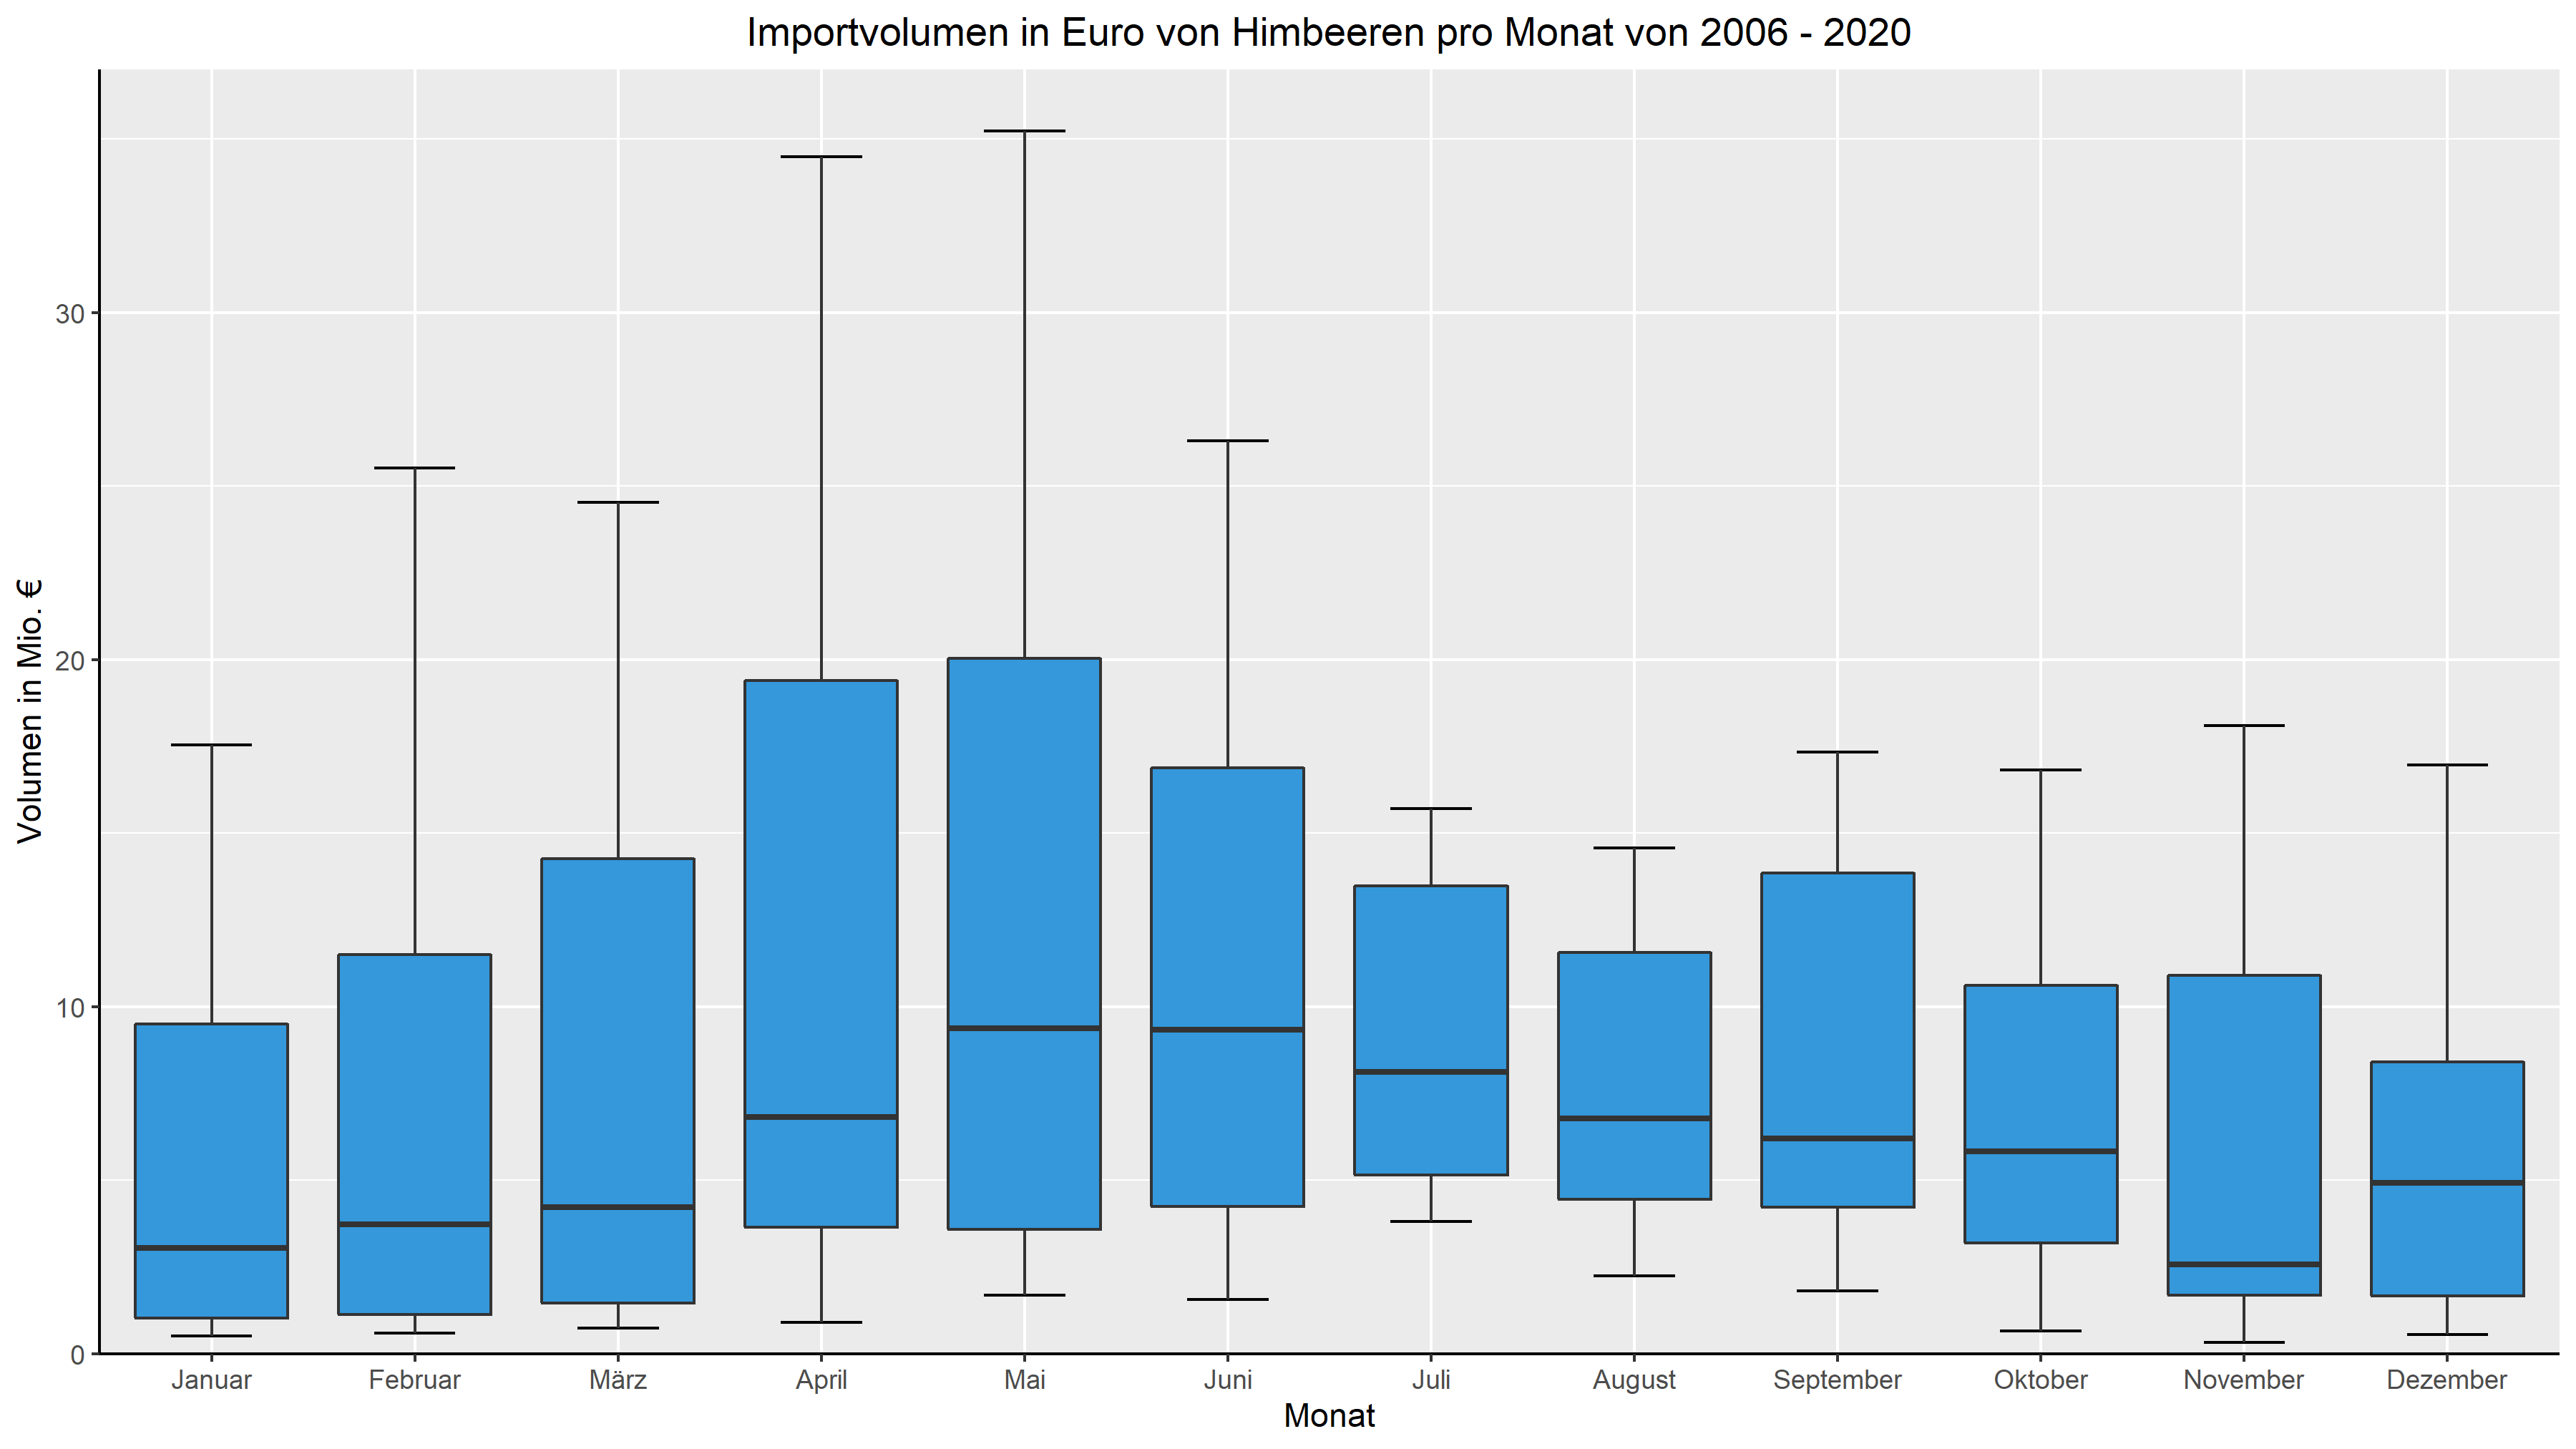 Importvolumen in Euro von Himbeeren pro Monat von 2006 - 2020
Volumen in Mio. €
30
20
10
0
Januar Februar März April Mai Juni Juli August September Oktober November Dezember
Monat